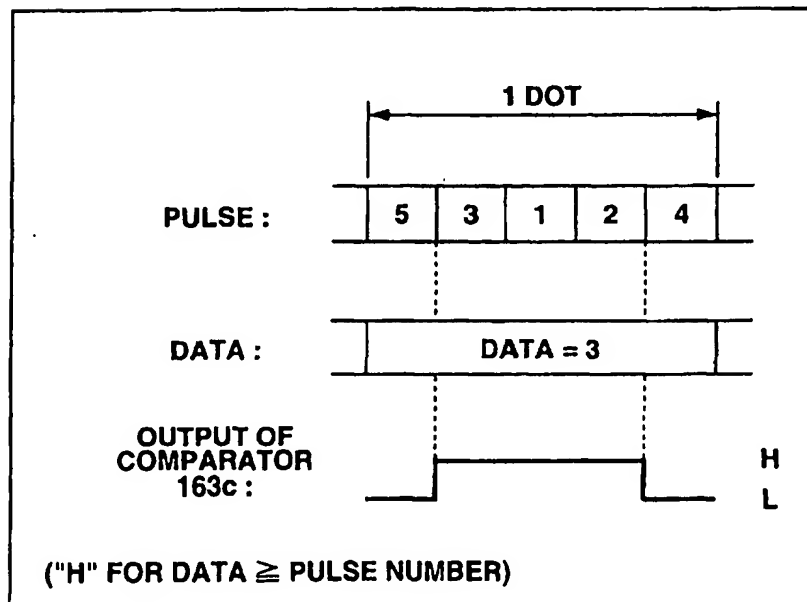 1 DOT
PULSE : 5 3 1 2 4
DATA : DATA = 3
OUTPUT OF
COMPARATOR
163c :
H
L
("H" FOR DATA ≧ PULSE NUMBER)